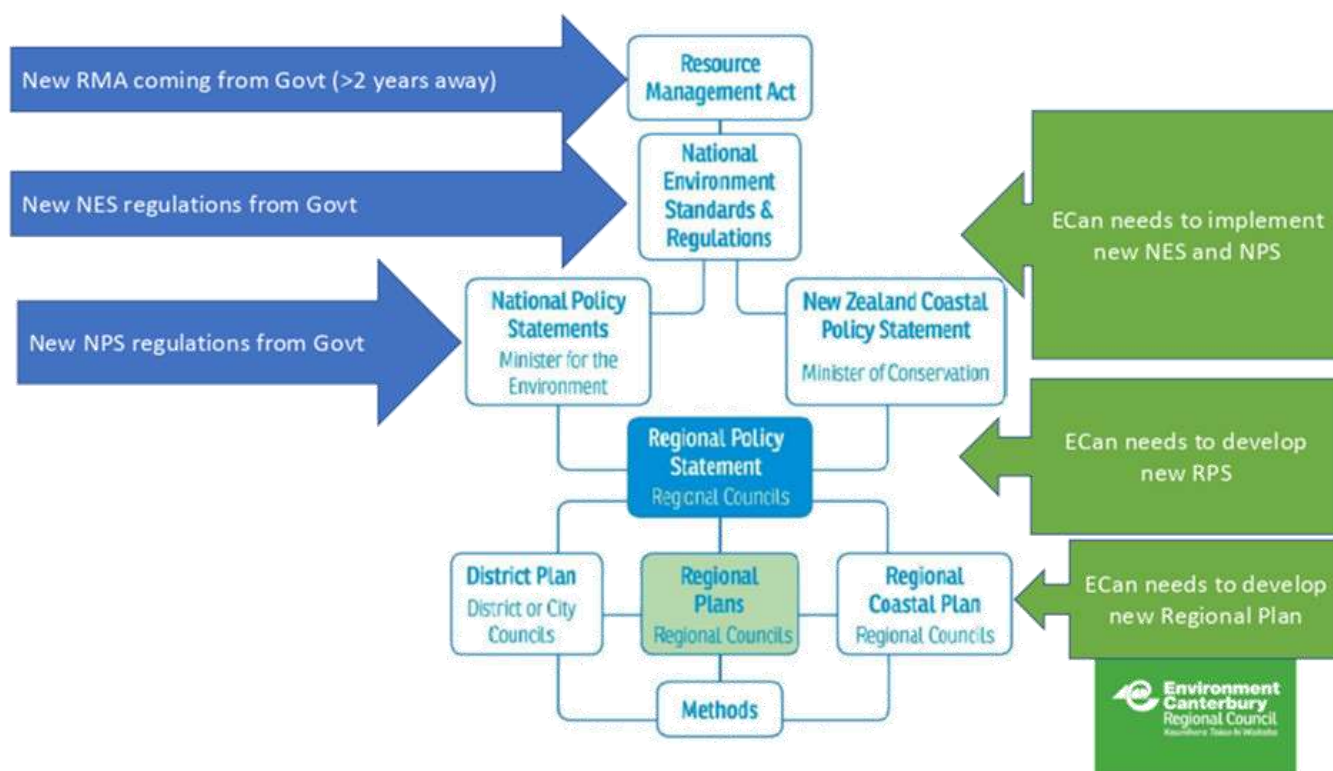 New RMA coming from Govt (>2 years away)
Resource
Management Act
New NES regulations from Govt
National
Environment
Standards &
Regulations
ECan needs to implement
new NES and NPS
New NPS regulations from Govt
National Policy
Statements
Minister for the
Environment
New Zealand Coastal
Policy Statement
Minister of Conservation
Regional Policy
Statement
Regional Councils
ECan needs to develop
new RPS
District Plan
District or City
Councils
Regional
Plans
Regional Councils
Regional
Coastal Plan
Regional Councils
ECan needs to develop
new Regional Plan
Methods
Environment
Canterbury
Regional Council
Kaunihera Taiao ki Waitaha